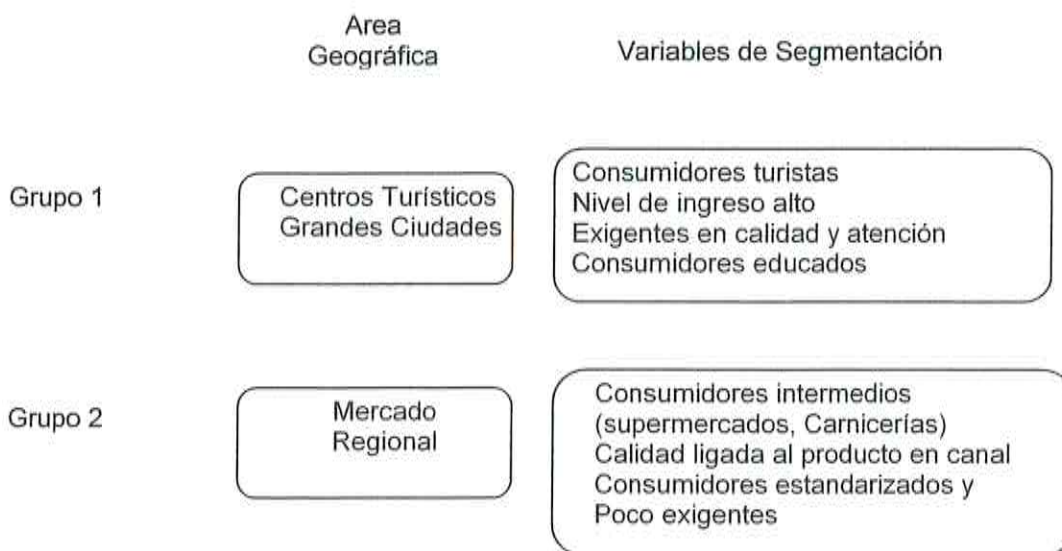 Area
Geográfica
Variables de Segmentación
Grupo 1
Centros Turísticos
Grandes Ciudades
Consumidores turistas
Nivel de ingreso alto
Exigentes en calidad y atención
Consumidores educados
Grupo 2
Mercado
Regional
Consumidores intermedios
(supermercados, Carnicerías)
Calidad ligada al producto en canal
Consumidores estandarizados y
Poco exigentes